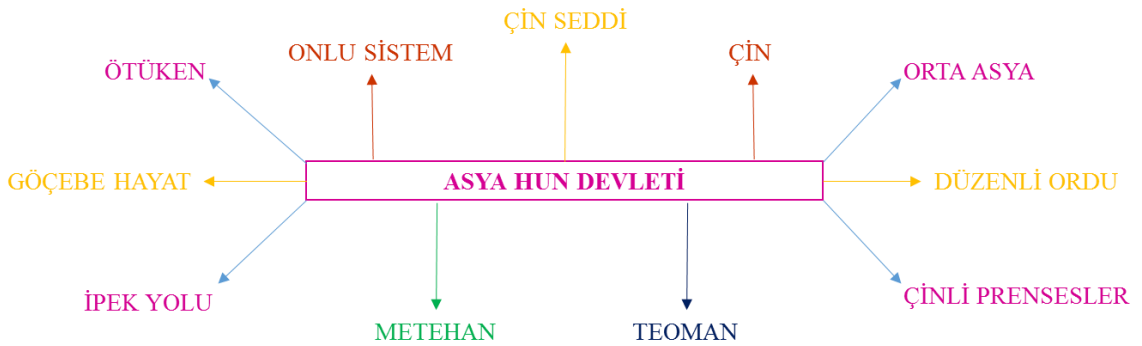 ÇİN SEDDİ
ONLU SİSTEM
ÇİN
ÖTÜKEN
ORTA ASYA
GÖÇEBE HAYAT
ASYA HUN DEVLETİ
DÜZENLİ ORDU
İPEK YOLU
ÇİNLİ PRENSESLER
METEHAN
TEOMAN